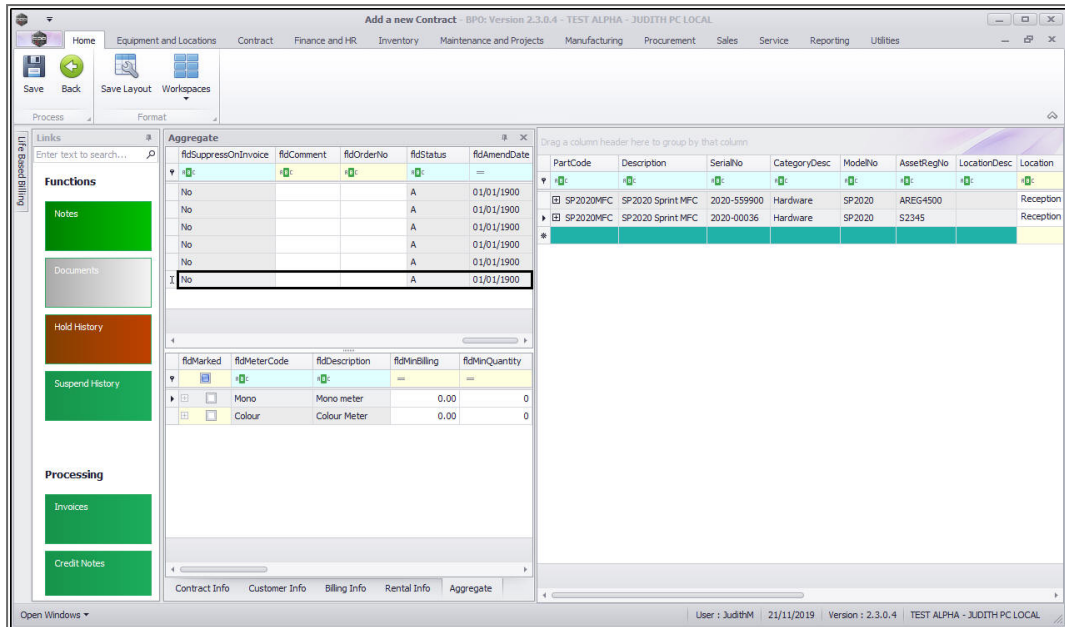 Add a new Contract - BPO: Version 2.3.0.4 - TEST ALPHA - JUDITH PC LOCAL
Home Equipment and Locations Contract Finance and HR Inventory Maintenance and Projects Manufacturing Procurement Sales Service Reporting Utilities
Save Back Save Layout Workspaces
Process Format
Life Based Billing
Links
Enter text to search...
Functions
Notes
Documents
Hold History
Suspend History
Processing
Invoices
Credit Notes
Aggregate
fldSuppressOnInvoice fldComment fldOrderNo fldStatus fldAmendDate
No A 01/01/1900
No A 01/01/1900
No A 01/01/1900
No A 01/01/1900
No A 01/01/1900
No A 01/01/1900
fldMarked fldMeterCode fldDescription fldMinBilling fldMinQuantity
Mono Mono meter 0.00 0
Colour Colour Meter 0.00 0
Contract Info Customer Info Billing Info Rental Info Aggregate
Drag a column header here to group by that column
PartCode Description SerialNo CategoryDesc ModelNo AssetRegNo LocationDesc Location
SP2020MFC SP2020 Sprint MFC 2020-559900 Hardware SP2020 AREG4500 Reception
SP2020MFC SP2020 Sprint MFC 2020-00036 Hardware SP2020 S2345 Reception
Open Windows User : JudithM 21/11/2019 Version : 2.3.0.4 TEST ALPHA - JUDITH PC LOCAL